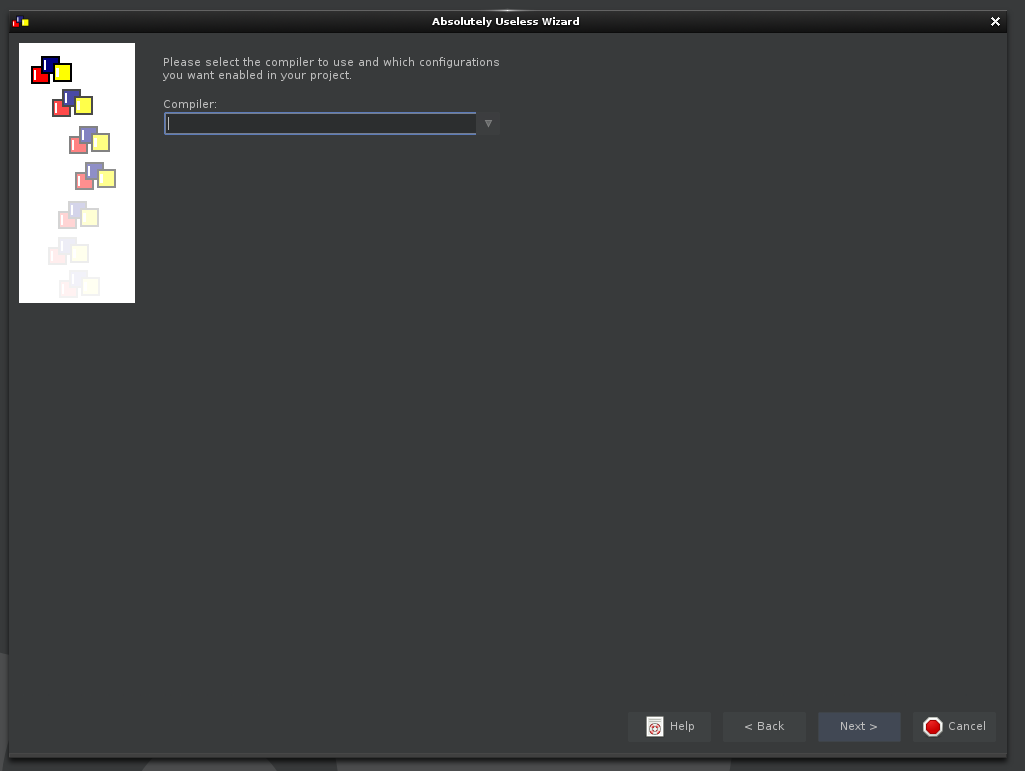 Absolutely Useless Wizard
Please select the compiler to use and which configurations
you want enabled in your project.
Compiler:
Help
< Back
Next >
Cancel